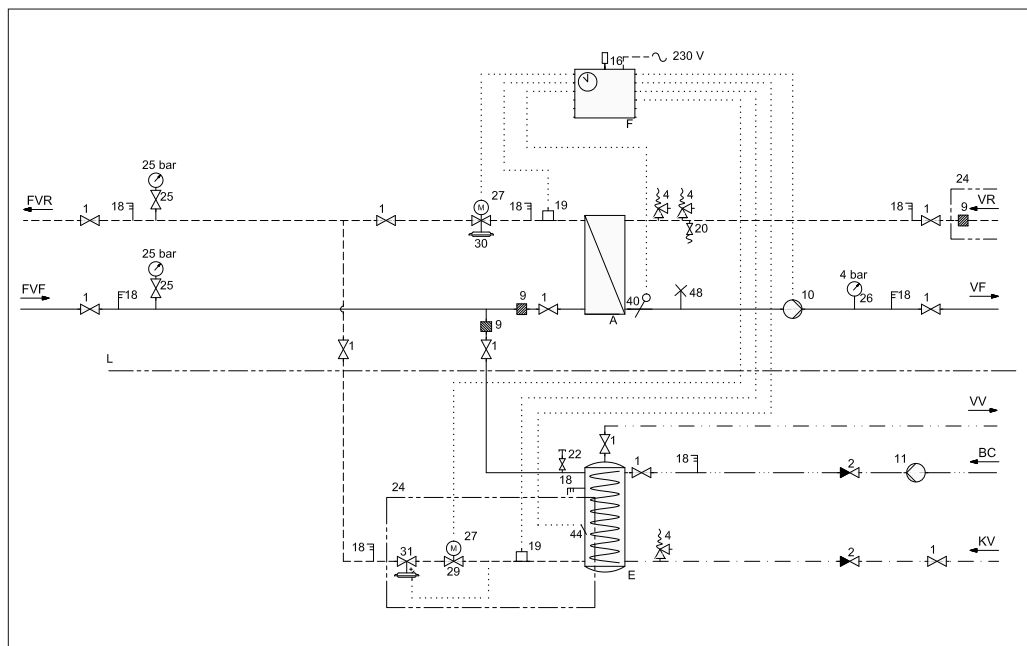 16 230 V
F
25 bar 27 4 4 24
FVR 1 18 25 1 M 18 19 18 1 9 VR
30 20
25 bar 4 bar
FVF 1 18 25 9 1 40 48 10 26 18 1 VF
9 A
1 1
L
VV
1
22 1 18 2 11 BC
18
24
44
27 4
18 31 M 19 2 1 KV
29 E